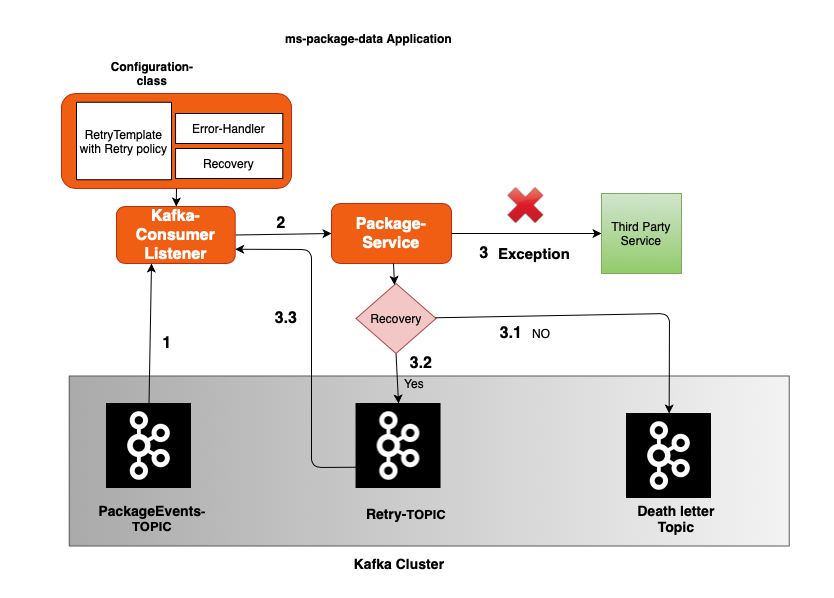 ms-package-data Application
Configuration-
class
RetryTemplate
with Retry policy
Error-Handler
Recovery
Kafka-
Consumer
Listener
2
Package-
Service
3 Exception
Third Party
Service
Recovery
3.3
3.1 NO
1
3.2
Yes
PackageEvents-
TOPIC
Retry-TOPIC
Death letter
Topic
Kafka Cluster